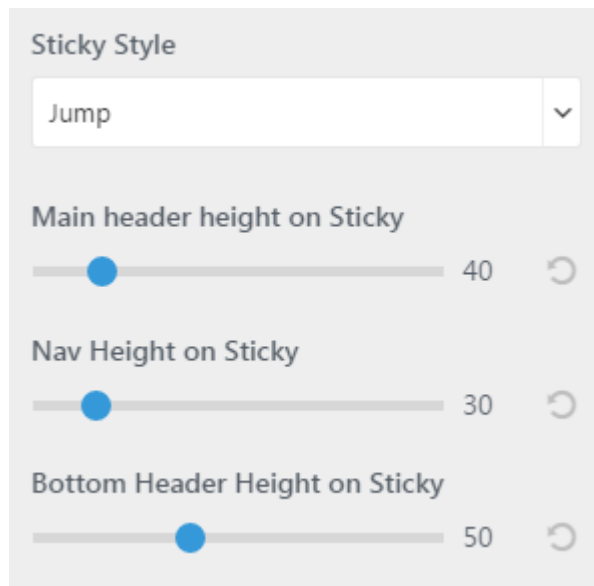 Sticky Style
Jump
Main header height on Sticky
40
Nav Height on Sticky
30
Bottom Header Height on Sticky
50